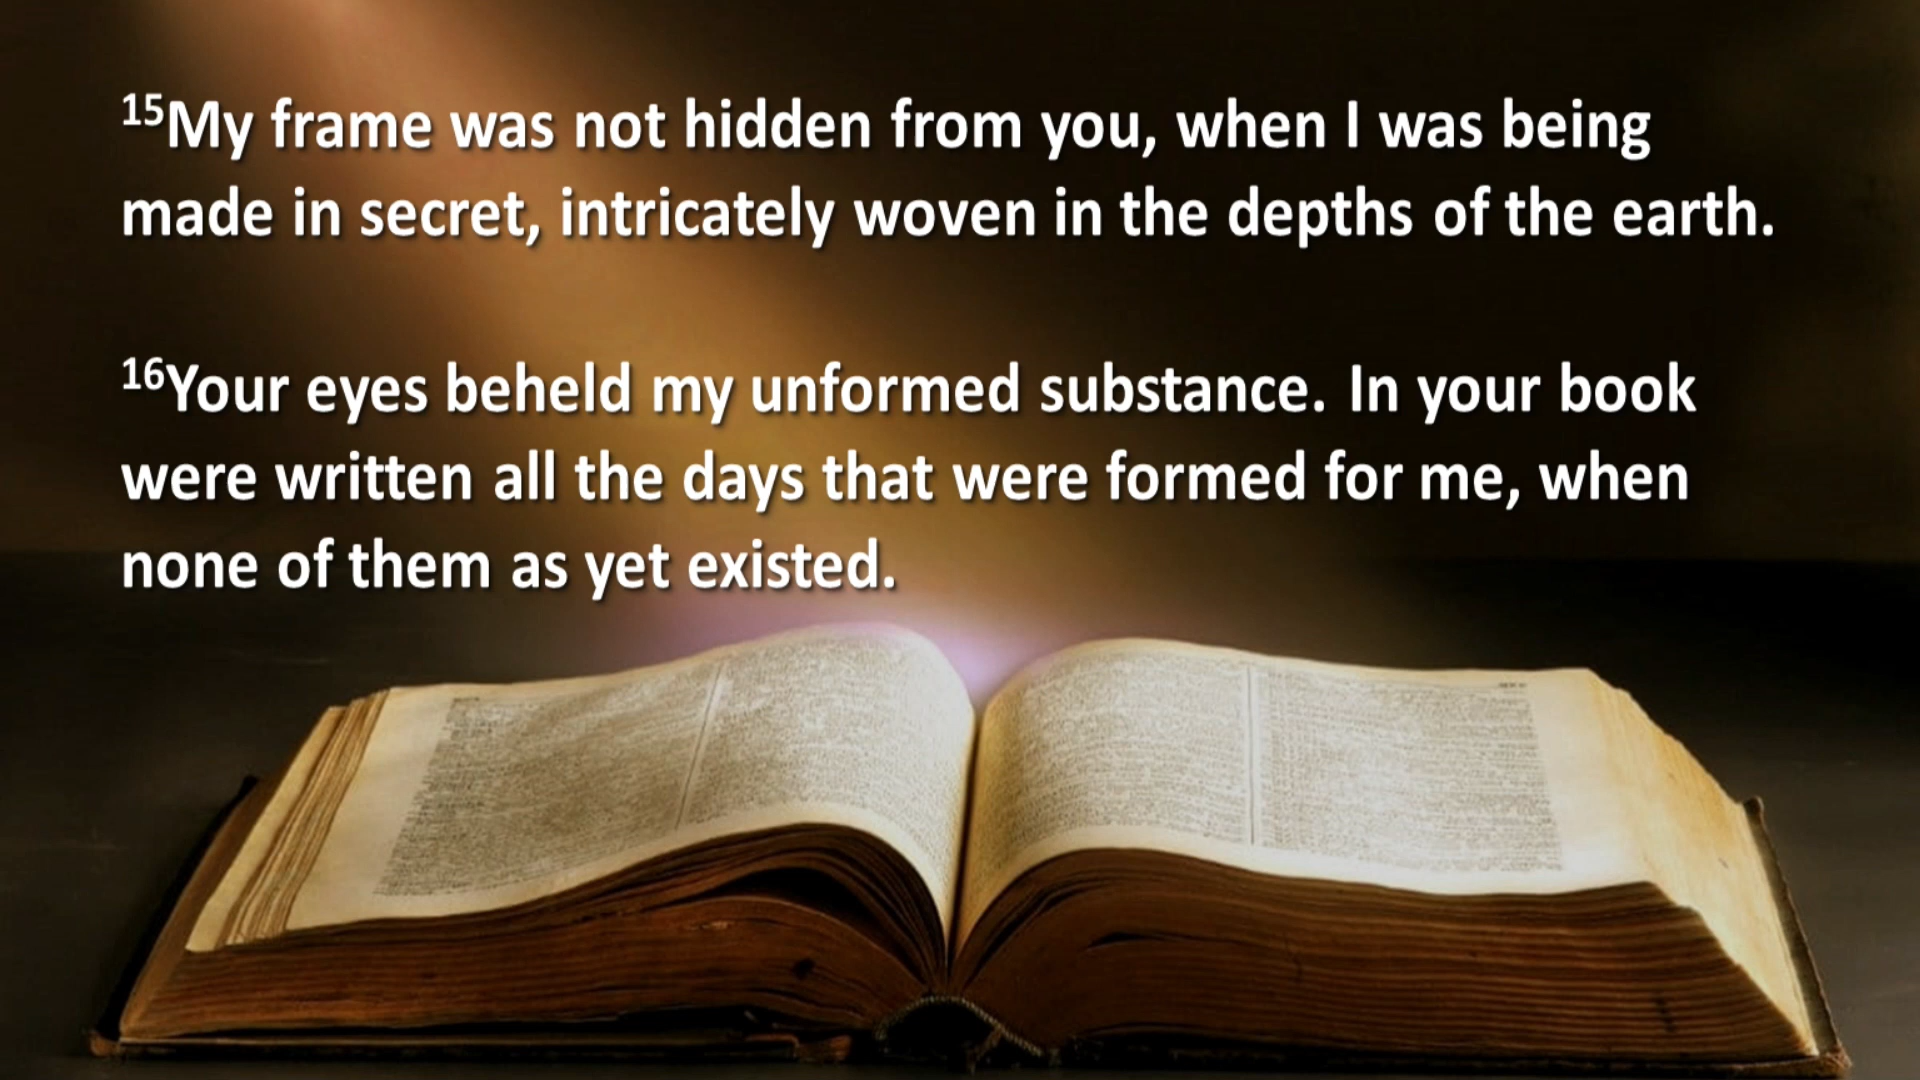 15My frame was not hidden from you, when I was being
made in secret, intricately woven in the depths of the earth.
16Your eyes beheld my unformed substance. In your book
were written all the days that were formed for me, when
none of them as yet existed.